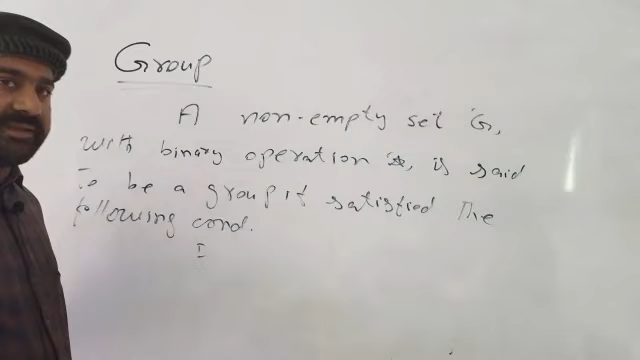 Group
A non-empty set G,
with binary operation *, is said
to be a group if satisfied the
following cond.
I